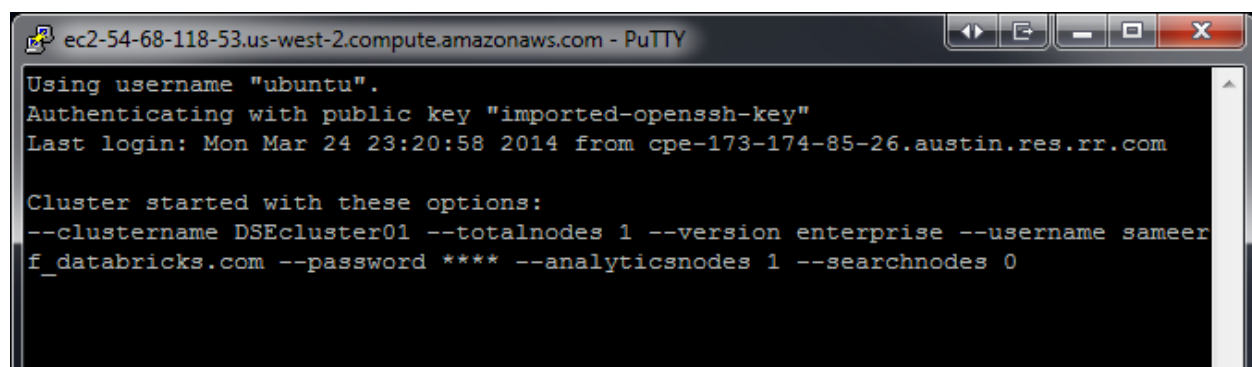 ec2-54-68-118-53.us-west-2.compute.amazonaws.com - PuTTY
Using username "ubuntu".
Authenticating with public key "imported-openssh-key"
Last login: Mon Mar 24 23:20:58 2014 from cpe-173-174-85-26.austin.res.rr.com
Cluster started with these options:
--clustername DSEcluster01 --totalnodes 1 --version enterprise --username sameer
f_databricks.com --password **** --analyticsnodes 1 --searchnodes 0